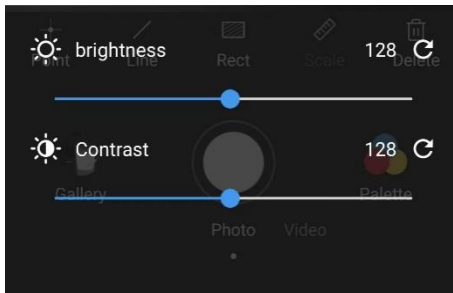 Point Line Rect Scale Delete
brightness 128
Contrast 128
Gallery Palette
Photo Video